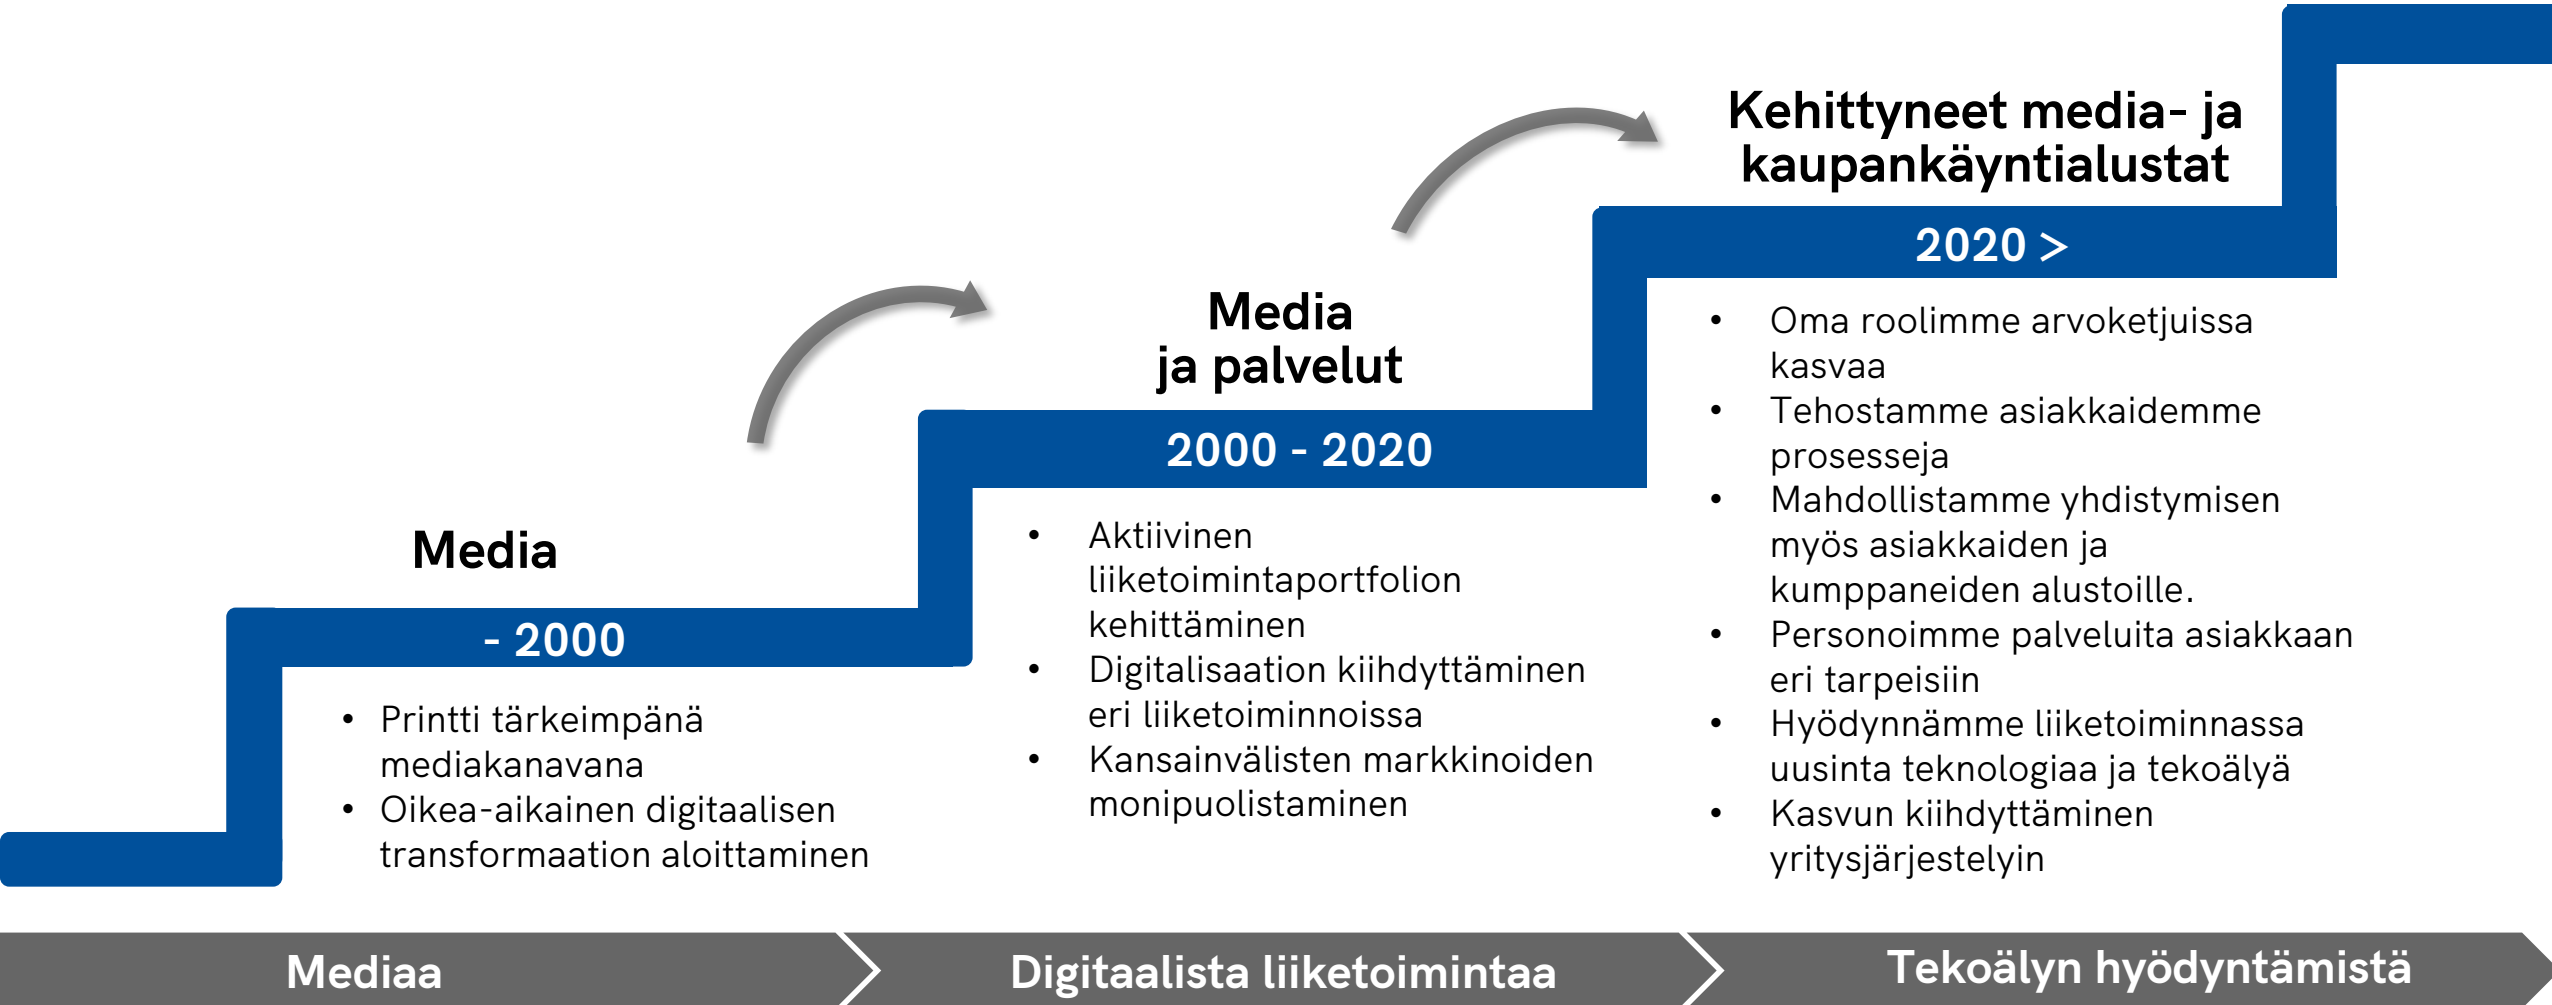 Media
- 2000
• Printti tärkeimpänä
mediakanavana
• Oikea-aikainen digitaalisen
transformaation aloittaminen
Media
ja palvelut
2000 - 2020
• Aktiivinen
liiketoimintaportfolion
kehittäminen
• Digitalisaation kiihdyttäminen
eri liiketoiminnoissa
• Kansainvälisten markkinoiden
monipuolistaminen
Kehittyneet media- ja
kaupankäyntialustat
2020 >
• Oma roolimme arvoketjuissa
kasvaa
• Tehostamme asiakkaidemme
prosesseja
• Mahdollistamme yhdistymisen
myös asiakkaiden ja
kumppaneiden alustoille.
• Personoimme palveluita asiakkaan
eri tarpeisiin
• Hyödynnämme liiketoiminnassa
uusinta teknologiaa ja tekoälyä
• Kasvun kiihdyttäminen
yritysjärjestelyin
Mediaa
Digitaalista liiketoimintaa
Tekoälyn hyödyntämistä